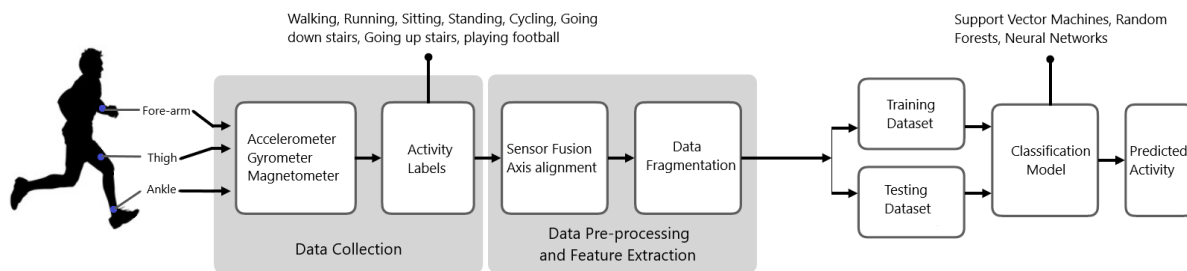 Walking, Running, Sitting, Standing, Cycling, Going
down stairs, Going up stairs, playing football
Support Vector Machines, Random
Forests, Neural Networks
Fore-arm
Thigh
Ankle
Accelerometer
Gyrometer
Magnetometer
Activity
Labels
Sensor Fusion
Axis alignment
Data
Fragmentation
Training
Dataset
Testing
Dataset
Classification
Model
Predicted
Activity
Data Collection
Data Pre-processing
and Feature Extraction